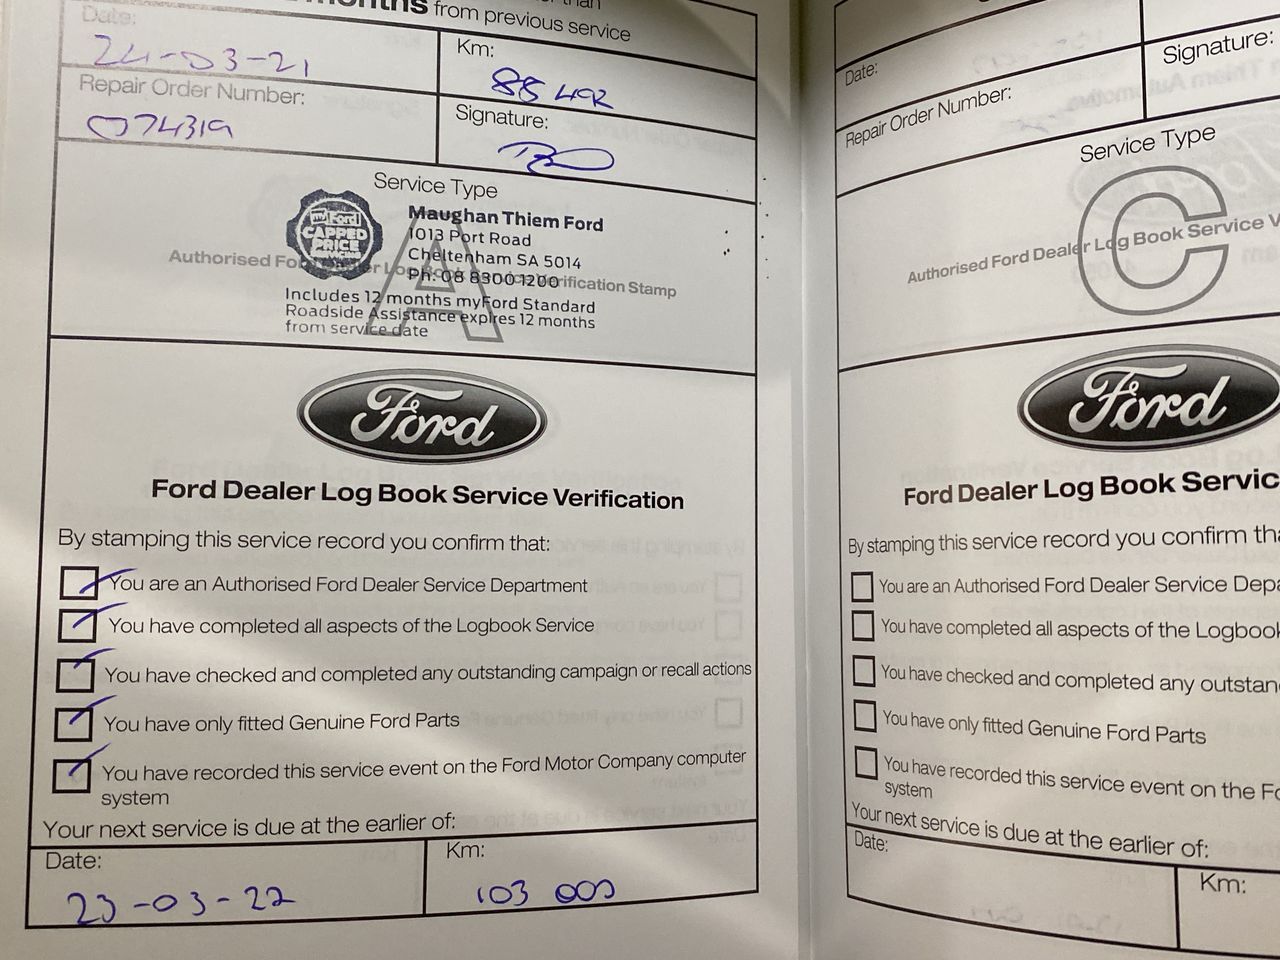 months from previous service
Date:
24-03-21
Km:
88492
Repair Order Number:
074319
Signature:
Service Type
A
Authorised Ford Dealer Log Book Service Verification Stamp
my Ford
CAPPED
PRICE
Maughan Thiem Ford
1013 Port Road
Cheltenham SA 5014
Ph: 08 8300 1200
Includes 12 months myFord Standard
Roadside Assistance expires 12 months
from service date
Ford
Ford Dealer Log Book Service Verification
By stamping this service record you confirm that:
You are an Authorised Ford Dealer Service Department
You have completed all aspects of the Logbook Service
You have checked and completed any outstanding campaign or recall actions
You have only fitted Genuine Ford Parts
You have recorded this service event on the Ford Motor Company computer
system
Your next service is due at the earlier of:
Date:
23-03-22
Km:
103 000
Date:
Repair Order Number:
Signature:
Service Type
C
Authorised Ford Dealer Log Book Service V
Ford
Ford Dealer Log Book Servic
By stamping this service record you confirm tha
You are an Authorised Ford Dealer Service Depa
You have completed all aspects of the Logbook
You have checked and completed any outstan
You have only fitted Genuine Ford Parts
You have recorded this service event on the Fo
system
Your next service is due at the earlier of:
Date:
Km: